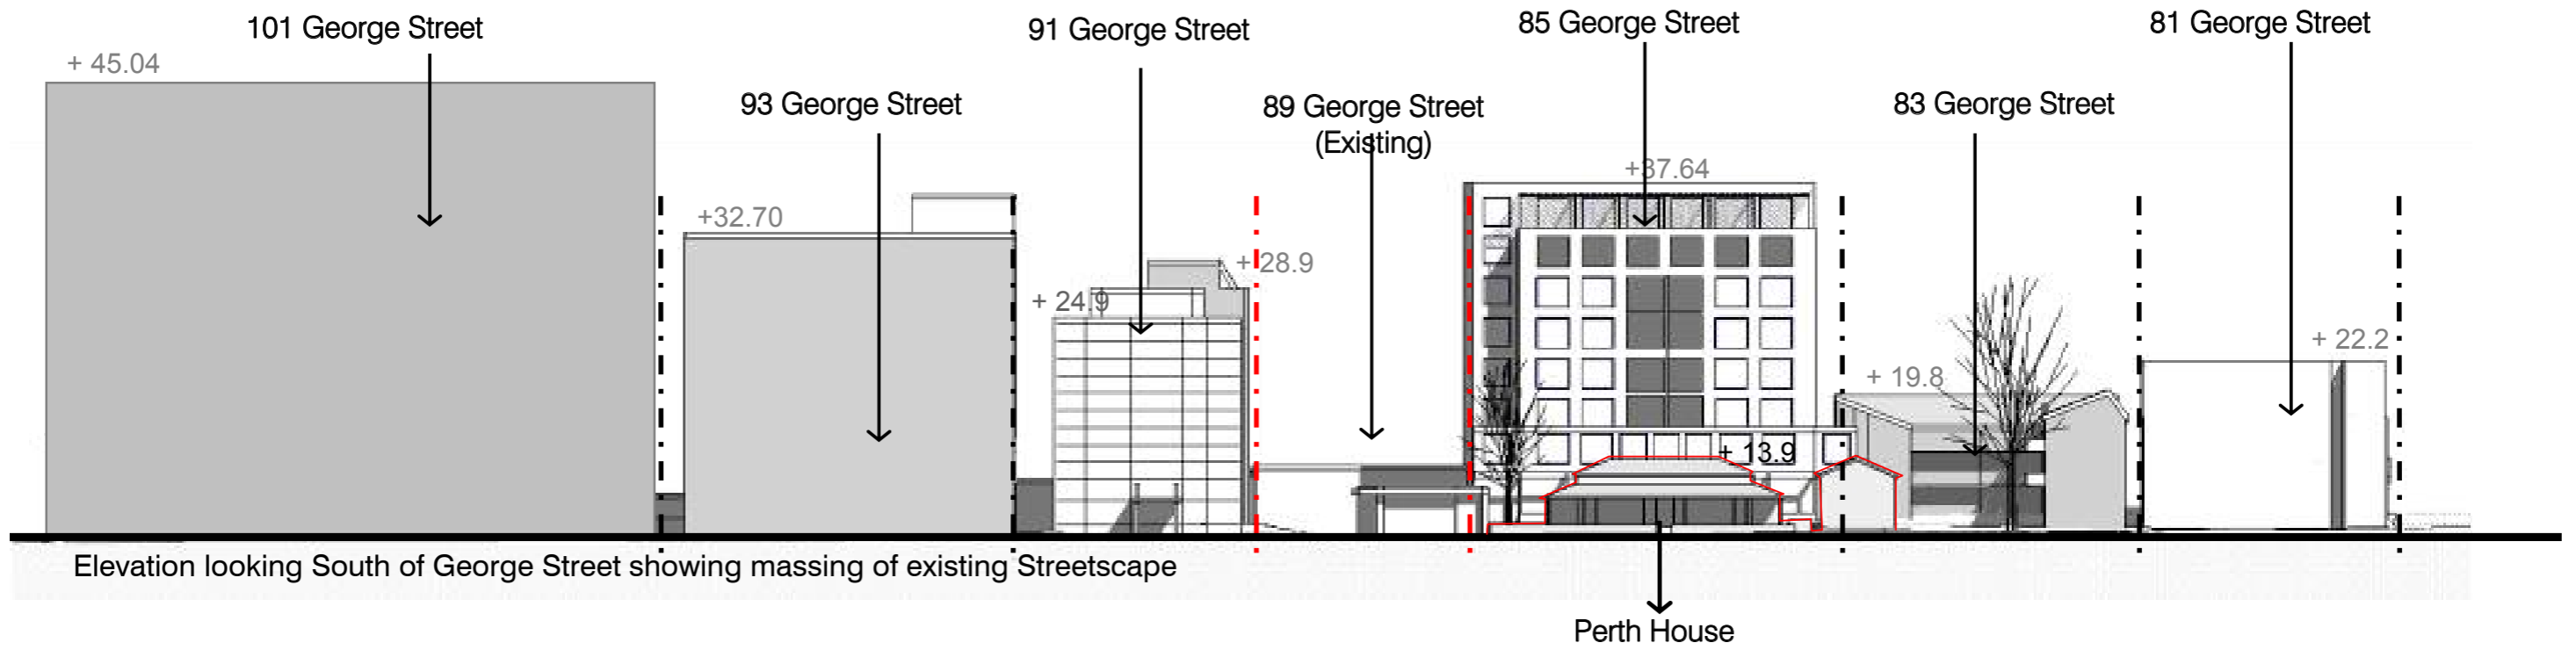 101 George Street
91 George Street
85 George Street
81 George Street
+ 45.04
93 George Street
89 George Street
(Existing)
83 George Street
+37.64
+32.70
+ 28.9
+ 24.9
+ 22.2
+ 19.8
+ 13.9
Elevation looking South of George Street showing massing of existing Streetscape
Perth House